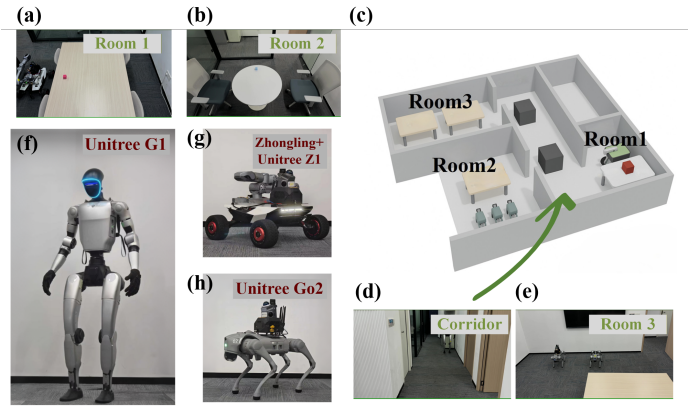 (a)
Room 1
(b)
Room 2
(c)
Room3
Room1
Room2
(f)
Unitree G1
(g)
Zhongling+
Unitree Z1
(h)
Unitree Go2
(d)
Corridor
(e)
Room 3